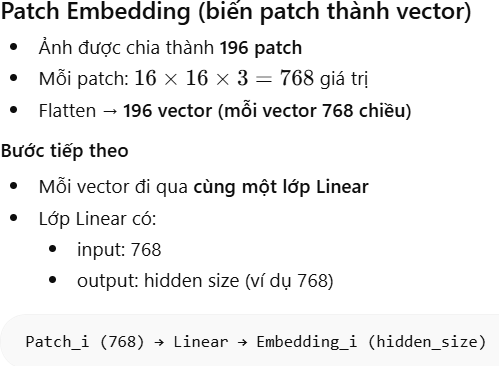 Patch Embedding (biến patch thành vector)
• Ảnh được chia thành 196 patch
• Mỗi patch: 16 × 16 × 3 = 768 giá trị
• Flatten → 196 vector (mỗi vector 768 chiều)
Bước tiếp theo
• Mỗi vector đi qua cùng một lớp Linear
• Lớp Linear có:
• input: 768
• output: hidden size (ví dụ 768)
Patch_i (768) → Linear → Embedding_i (hidden_size)